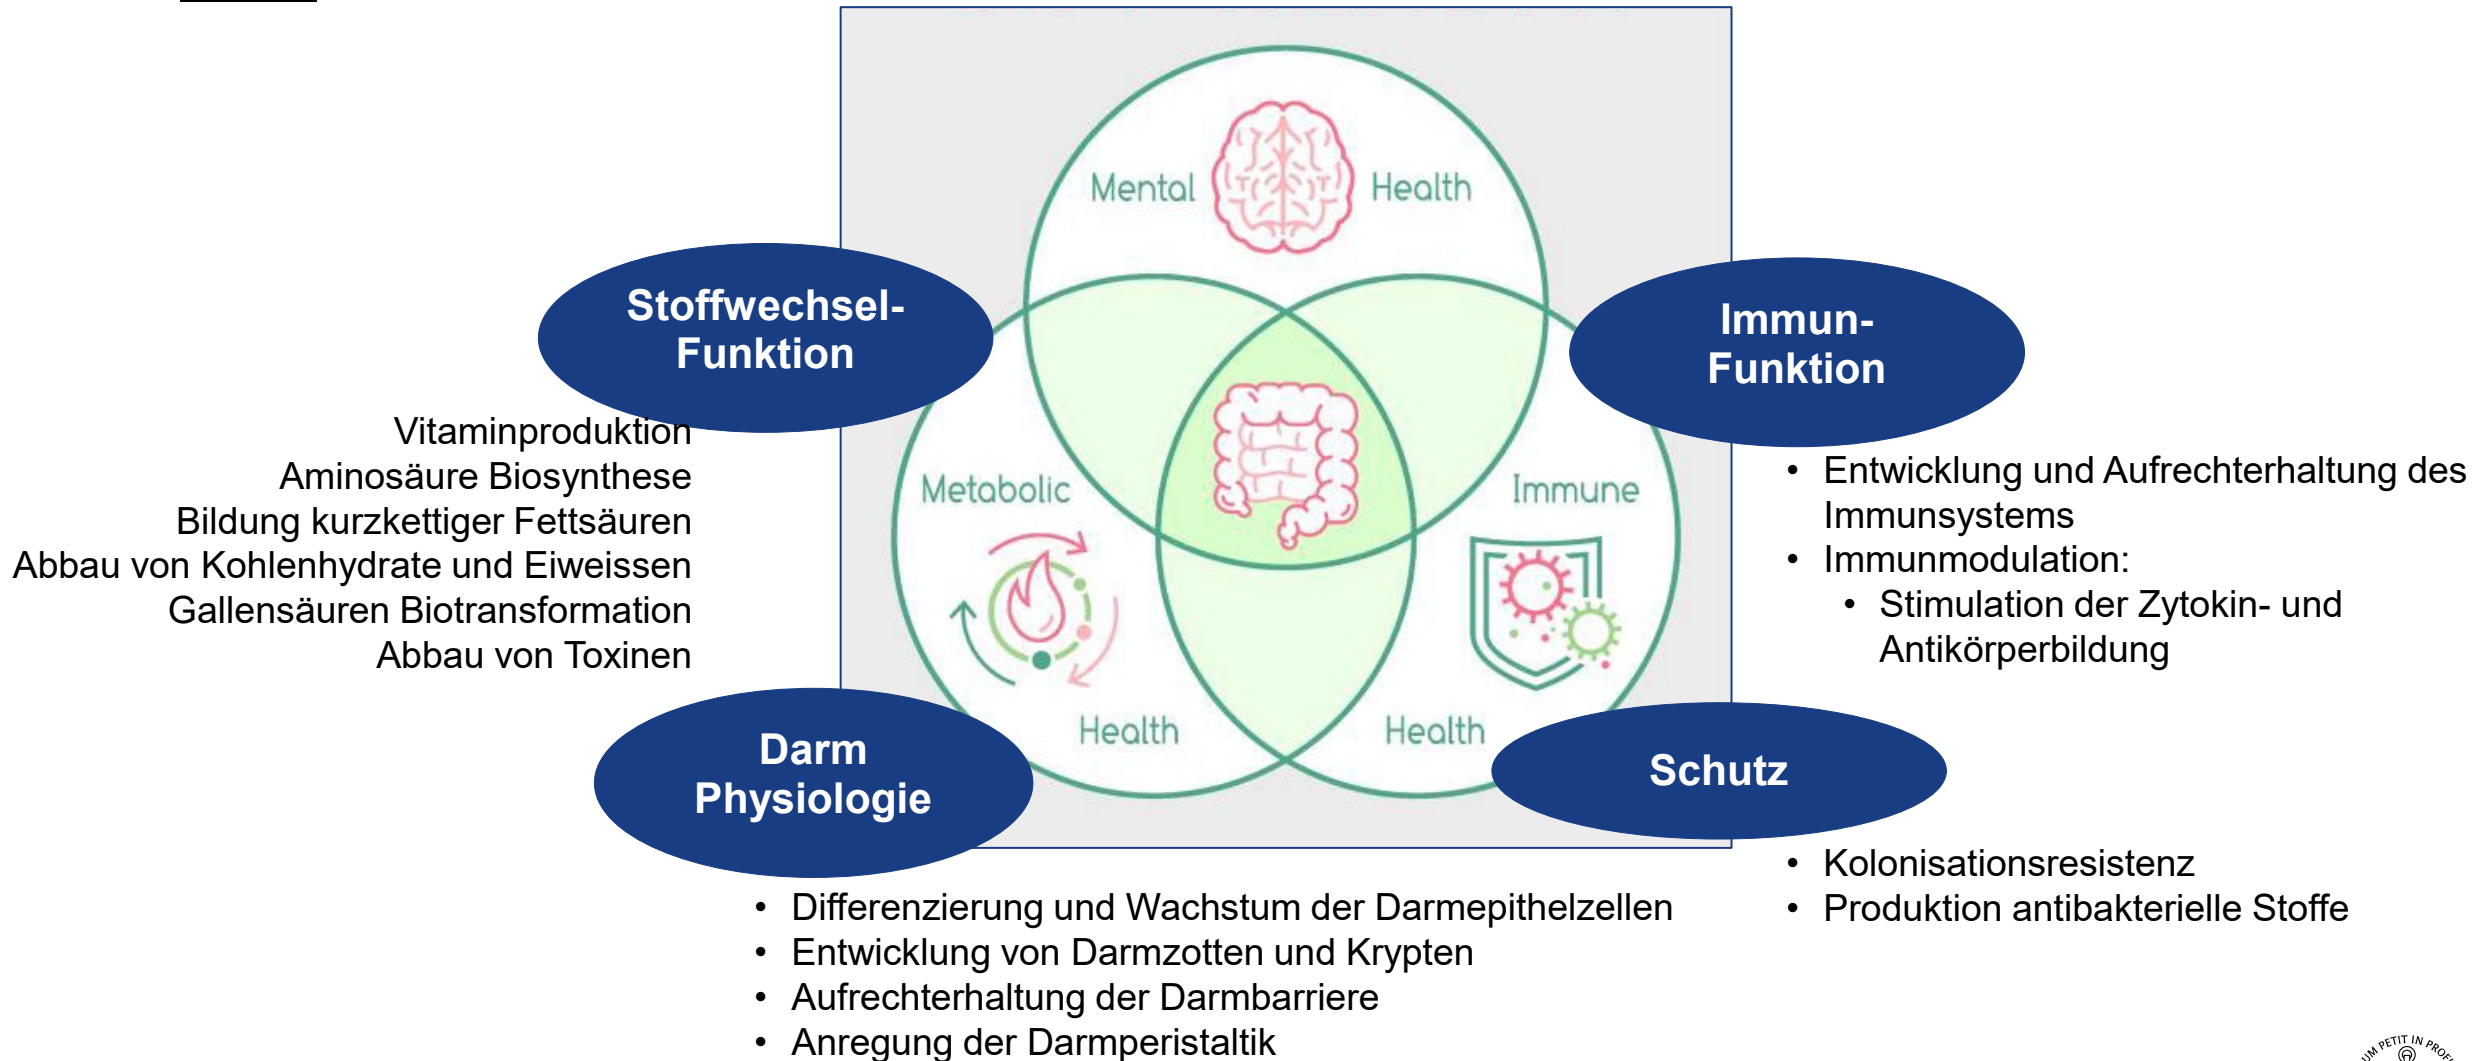 Mental Health
Stoffwechsel-
Funktion
Immun-
Funktion
Vitaminproduktion
Aminosäure Biosynthese
Bildung kurzkettiger Fettsäuren
Abbau von Kohlenhydrate und Eiweissen
Gallensäuren Biotransformation
Abbau von Toxinen
Metabolic
Health
Immune
Health
• Entwicklung und Aufrechterhaltung des
Immunsystems
• Immunmodulation:
• Stimulation der Zytokin- und
Antikörperbildung
Darm
Physiologie
Schutz
• Differenzierung und Wachstum der Darmepithelzellen
• Entwicklung von Darmzotten und Krypten
• Aufrechterhaltung der Darmbarriere
• Anregung der Darmperistaltik
• Kolonisationsresistenz
• Produktion antibakterielle Stoffe
PETIT IN